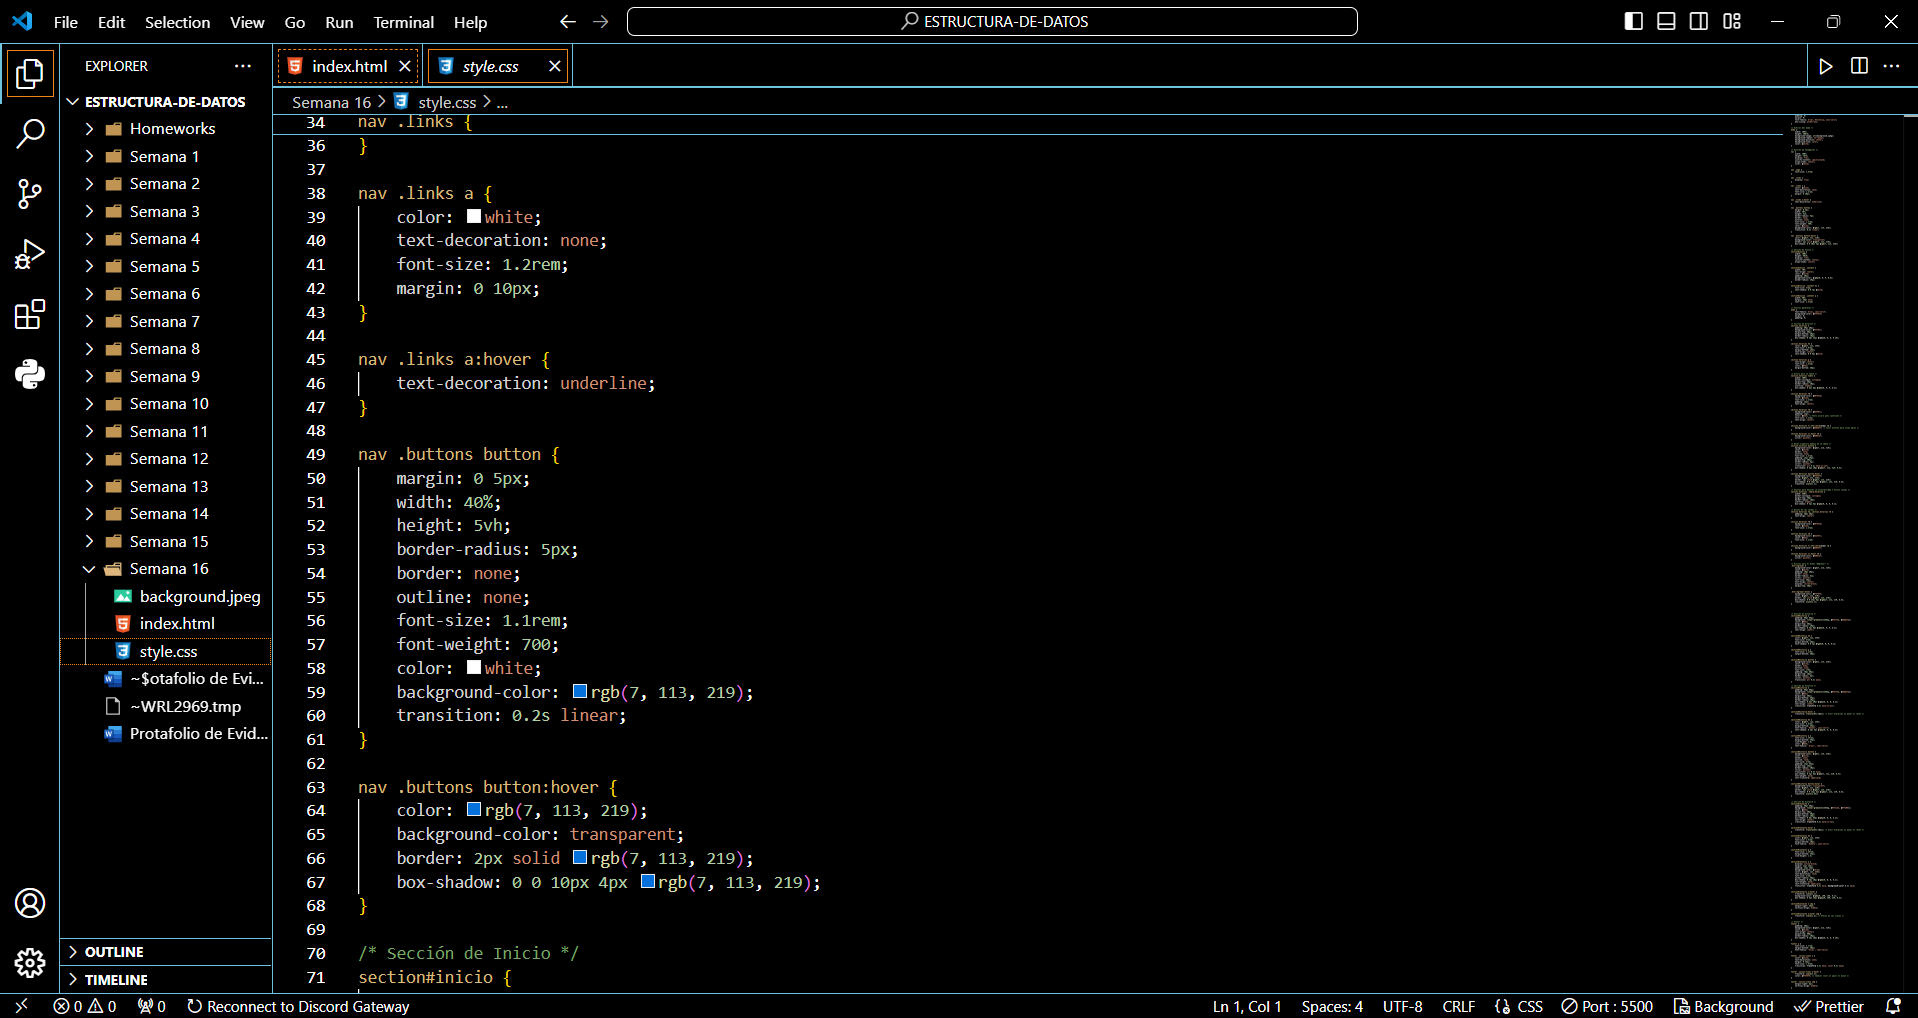 File Edit Selection View Go Run Terminal Help
ESTRUCTURA-DE-DATOS
EXPLORER
ESTRUCTURA-DE-DATOS
Homeworks
Semana 1
Semana 2
Semana 3
Semana 4
Semana 5
Semana 6
Semana 7
Semana 8
Semana 9
Semana 10
Semana 11
Semana 12
Semana 13
Semana 14
Semana 15
Semana 16
background.jpeg
index.html
style.css
~$otafolio de Evi...
~WRL2969.tmp
Protafolio de Evid...
OUTLINE
TIMELINE
index.html
style.css
Semana 16 > style.css > ...
34 nav .links {
36 }
37
38 nav .links a {
39 color: white;
40 text-decoration: none;
41 font-size: 1.2rem;
42 margin: 0 10px;
43 }
44
45 nav .links a:hover {
46 text-decoration: underline;
47 }
48
49 nav .buttons button {
50 margin: 0 5px;
51 width: 40%;
52 height: 5vh;
53 border-radius: 5px;
54 border: none;
55 outline: none;
56 font-size: 1.1rem;
57 font-weight: 700;
58 color: white;
59 background-color: rgb(7, 113, 219);
60 transition: 0.2s linear;
61 }
62
63 nav .buttons button:hover {
64 color: rgb(7, 113, 219);
65 background-color: transparent;
66 border: 2px solid rgb(7, 113, 219);
67 box-shadow: 0 0 10px 4px rgb(7, 113, 219);
68 }
69
70 /* Sección de Inicio */
71 section#inicio {
0 0 0 Reconnect to Discord Gateway
Ln 1, Col 1 Spaces: 4 UTF-8 CRLF {} CSS Port : 5500 Background Prettier